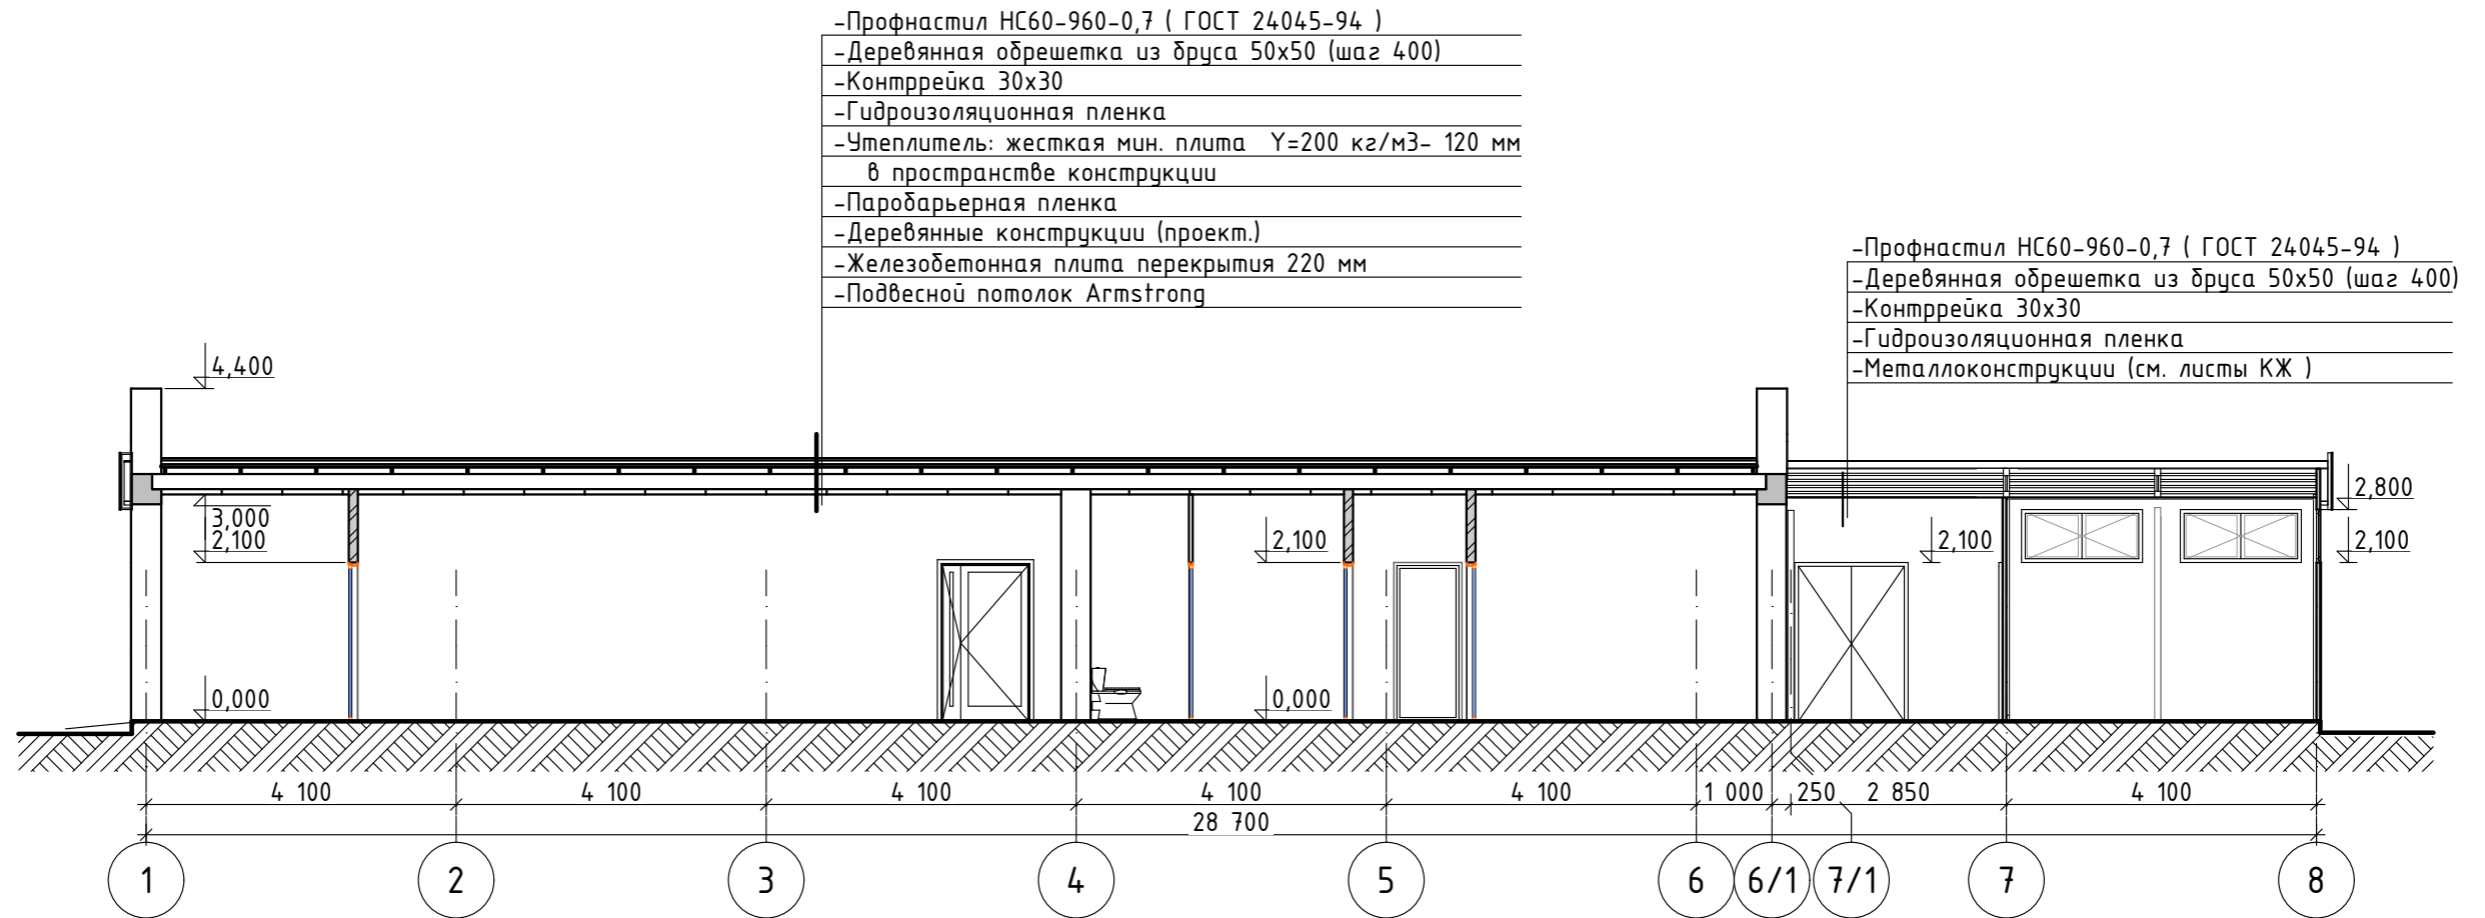 -Профнастил НС60-960-0,7 ( ГОСТ 24045-94 )
-Деревянная обрешетка из бруса 50х50 (шаг 400)
-Контррейка 30х30
-Гидроизоляционная пленка
-Утеплитель: жесткая мин. плита Y=200 кг/м3- 120 мм
в пространстве конструкции
-Паробарьерная пленка
-Деревянные конструкции (проект.)
-Железобетонная плита перекрытия 220 мм
-Подвесной потолок Armstrong
-Профнастил НС60-960-0,7 ( ГОСТ 24045-94 )
-Деревянная обрешетка из бруса 50х50 (шаг 400)
-Контррейка 30х30
-Гидроизоляционная пленка
-Металлоконструкции (см. листы КЖ )
4,400
2,800
3,000
2,100 2,100 2,100 2,100
0,000 0,000
4 100 4 100 4 100 4 100 4 100 1 000 250 2 850 4 100
28 700
1 2 3 4 5 6 6/1 7/1 7 8